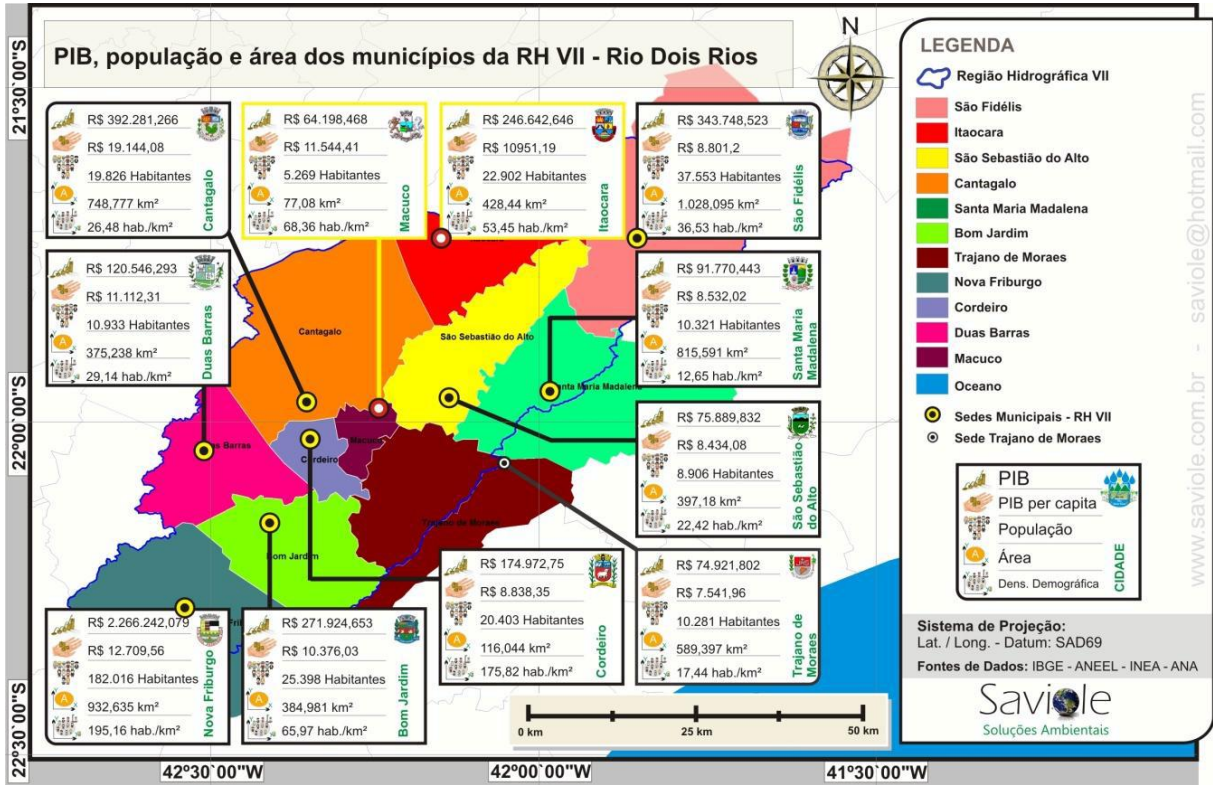 PIB, população e área dos municípios da RH VII - Rio Dois Rios
N
21°30'00"S
22°00'00"S
22°30'00"S
R$ 392.281,266
R$ 19.144,08
19.826 Habitantes
748,777 km²
26,48 hab./km²
Cantagalo
R$ 64.198,468
R$ 11.544,41
5.269 Habitantes
77,08 km²
68,36 hab./km²
Macuco
R$ 246.642,646
R$ 10951,19
22.902 Habitantes
428,44 km²
53,45 hab./km²
Itaocara
R$ 343.748,523
R$ 8.801,2
37.553 Habitantes
1.028,095 km²
36,53 hab./km²
São Fidélis
R$ 120.546,293
R$ 11.112,31
10.933 Habitantes
375,238 km²
29,14 hab./km²
Duas Barras
R$ 91.770,443
R$ 8.532,02
10.321 Habitantes
815,591 km²
12,65 hab./km²
Santa Maria
Madalena
R$ 75.889,832
R$ 8.434,08
8.906 Habitantes
397,18 km²
22,42 hab./km²
São Sebastião
do Alto
R$ 174.972,75
R$ 8.838,35
20.403 Habitantes
116,044 km²
175,82 hab./km²
Cordeiro
R$ 74.921,802
R$ 7.541,96
10.281 Habitantes
589,397 km²
17,44 hab./km²
Trajano de
Moraes
R$ 2.266.242,079
R$ 12.709,56
182.016 Habitantes
932,635 km²
195,16 hab./km²
Nova Friburgo
R$ 271.924,653
R$ 10.376,03
25.398 Habitantes
384,981 km²
65,97 hab./km²
Bom Jardim
Cantagalo
São Sebastião do Alto
Santa Maria Madalena
Macuco
Cordeiro
Barras
Trajano de Moraes
Bom Jardim
0 km
25 km
50 km
42°30'00"W
42°00'00"W
41°30'00"W
LEGENDA
Região Hidrográfica VII
São Fidélis
Itaocara
São Sebastião do Alto
Cantagalo
Santa Maria Madalena
Bom Jardim
Trajano de Moraes
Nova Friburgo
Cordeiro
Duas Barras
Macuco
Oceano
Sedes Municipais - RH VII
Sede Trajano de Moraes
PIB
PIB per capita
População
Área
Dens. Demográfica
CIDADE
Sistema de Projeção:
Lat. / Long. - Datum: SAD69
Fontes de Dados: IBGE - ANEEL - INEA - ANA
Saviole
Soluções Ambientais
www.saviole.com.br - saviole@hotmail.com